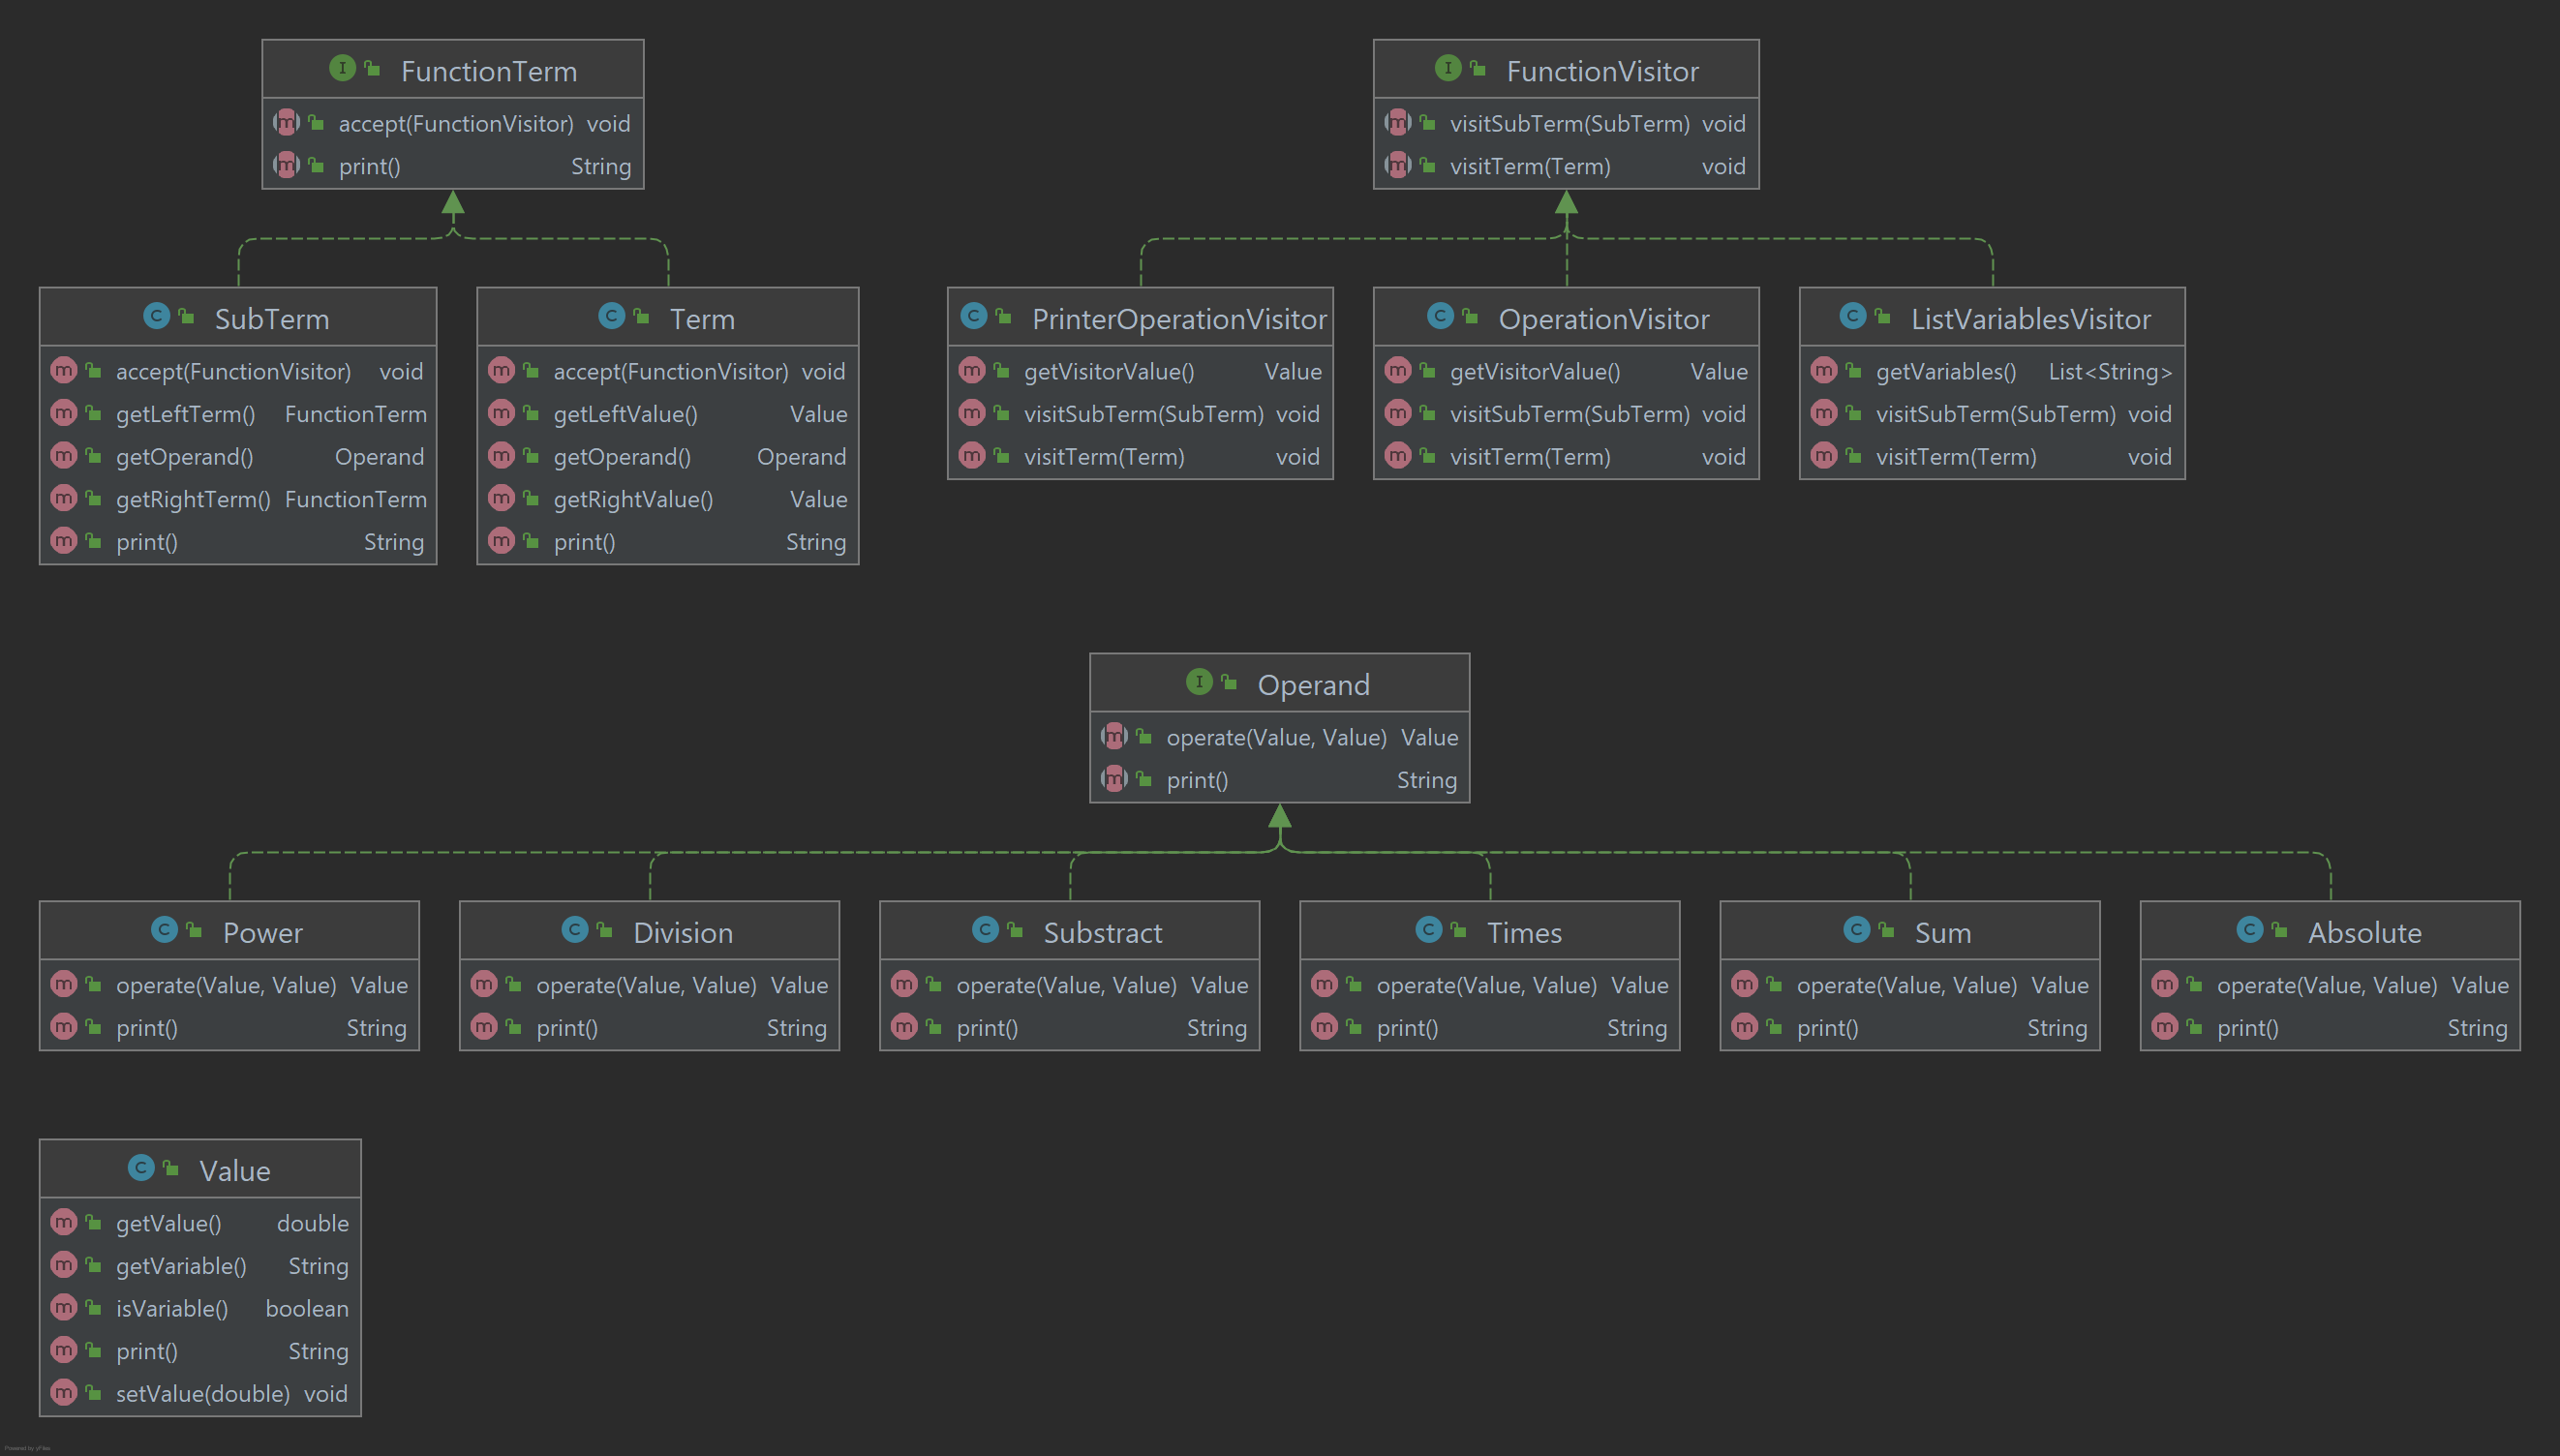 FunctionTerm
accept(FunctionVisitor) void
print() String
FunctionVisitor
visitSubTerm(SubTerm) void
visitTerm(Term) void
SubTerm
accept(FunctionVisitor) void
getLeftTerm() FunctionTerm
getOperand() Operand
getRightTerm() FunctionTerm
print() String
Term
accept(FunctionVisitor) void
getLeftValue() Value
getOperand() Operand
getRightValue() Value
print() String
PrinterOperationVisitor
getVisitorValue() Value
visitSubTerm(SubTerm) void
visitTerm(Term) void
OperationVisitor
getVisitorValue() Value
visitSubTerm(SubTerm) void
visitTerm(Term) void
ListVariablesVisitor
getVariables() List<String>
visitSubTerm(SubTerm) void
visitTerm(Term) void
Operand
operate(Value, Value) Value
print() String
Power
operate(Value, Value) Value
print() String
Division
operate(Value, Value) Value
print() String
Substract
operate(Value, Value) Value
print() String
Times
operate(Value, Value) Value
print() String
Sum
operate(Value, Value) Value
print() String
Absolute
operate(Value, Value) Value
print() String
Value
getValue() double
getVariable() String
isVariable() boolean
print() String
setValue(double) void
Powered by yFiles